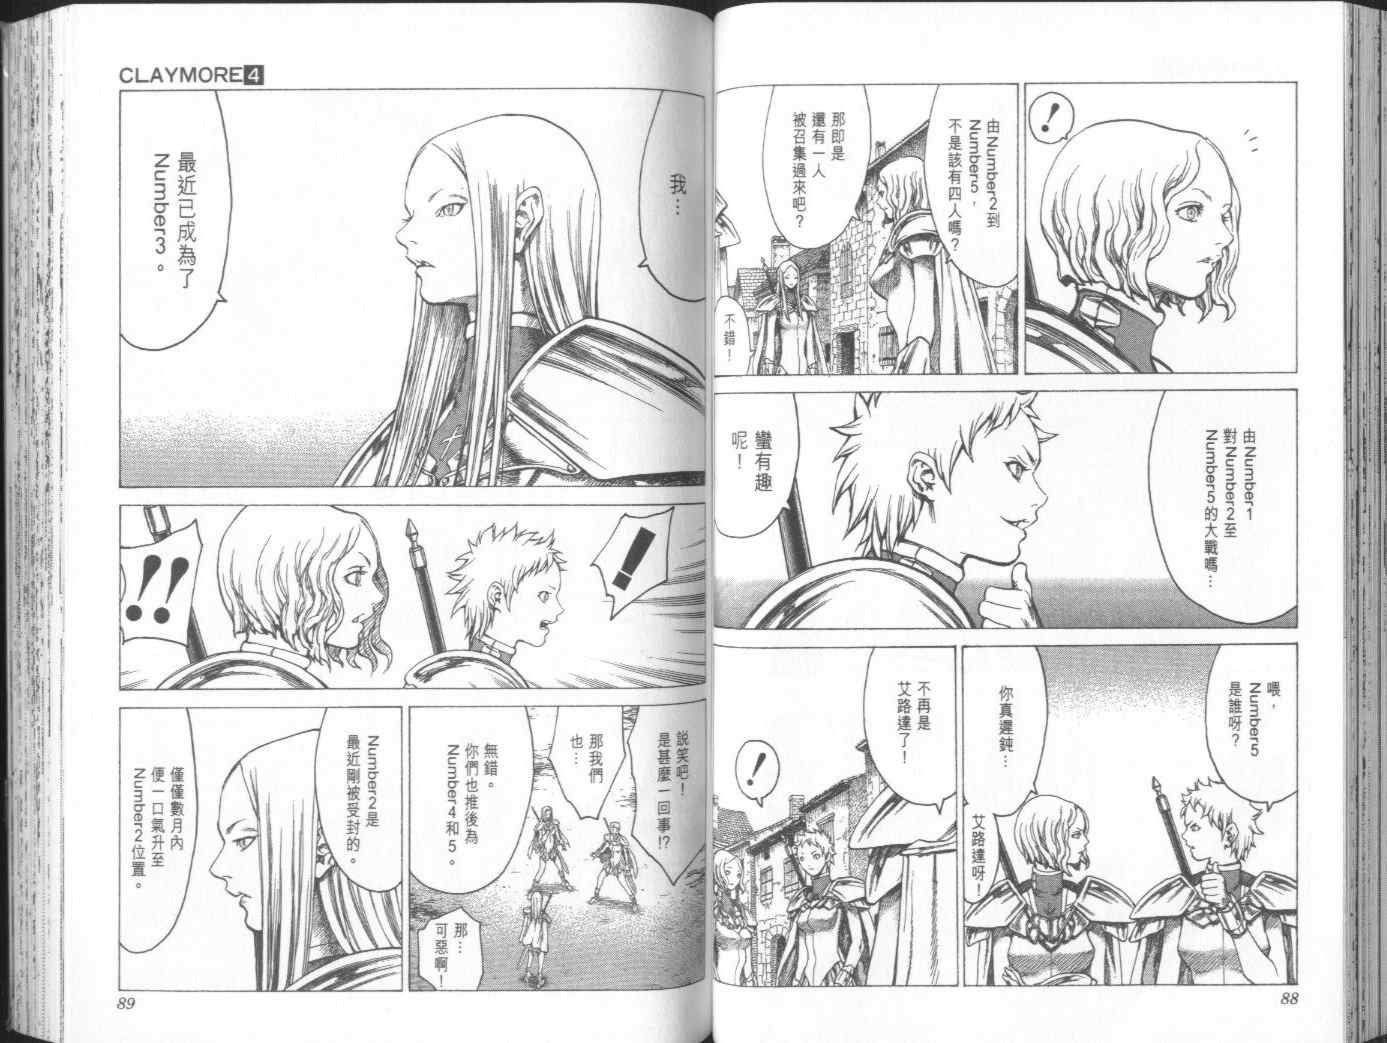 ！
由Number2到
Number5，
不是該有四人嗎？
那即是
還有一人
被召集過來吧？
不錯！
由Number1
對Number2至
Number5的大戰嗎…
蠻有趣
呢！
喂，
Number5
是誰呀？
你真遲鈍…
艾路達呀！
不再是
艾路達了！
！
88
CLAYMORE4
我…
最近已成為了
Number3。
！
！！
說笑吧！
是甚麼一回事！？
那我們
也…
無錯。
你們也推後為
Number4和5。
那…
可惡啊！
Number2是
最近剛被受封的。
僅僅數月內
便一口氣升至
Number2位置。
89